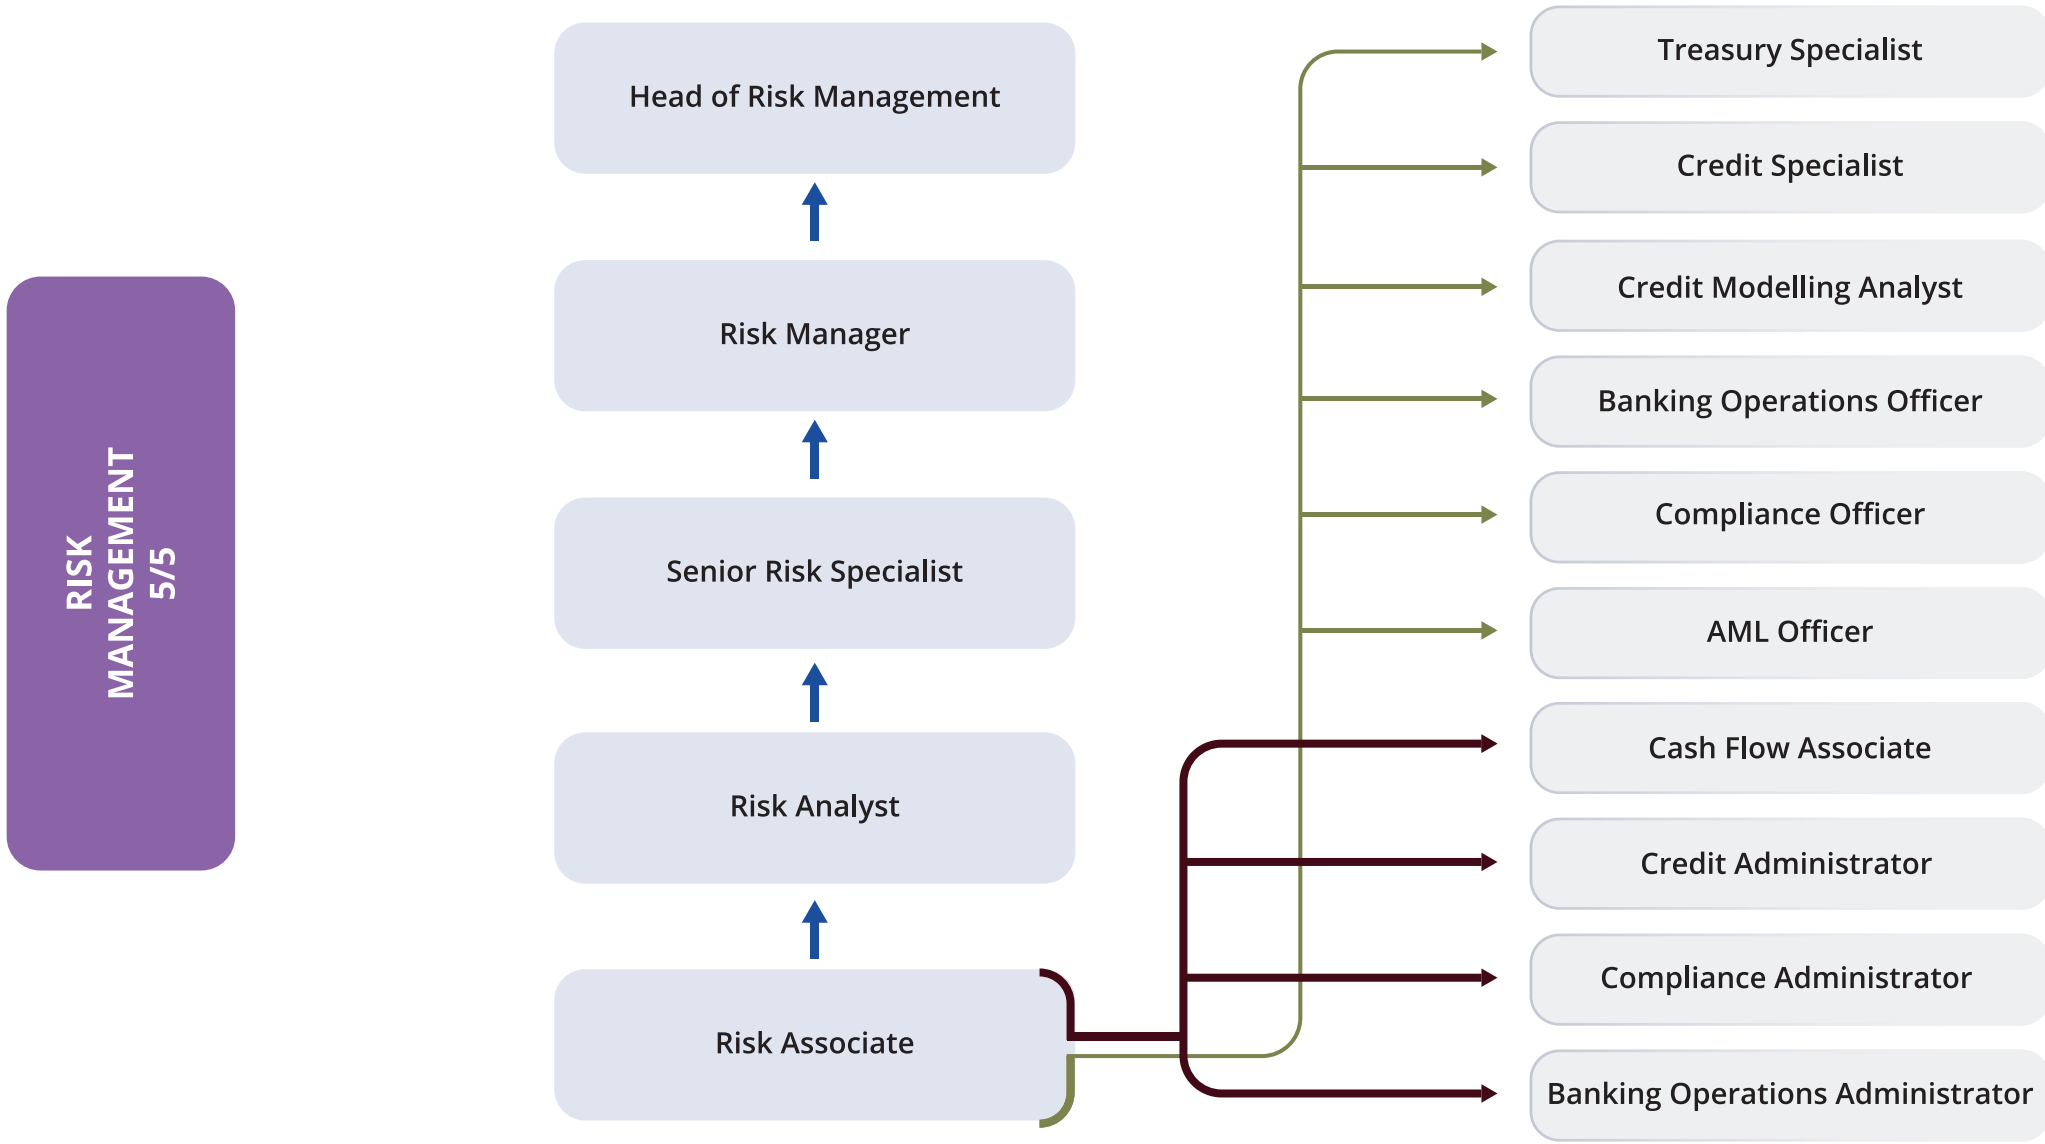 RISK
MANAGEMENT
5/5
Head of Risk Management
Risk Manager
Senior Risk Specialist
Risk Analyst
Risk Associate
Treasury Specialist
Credit Specialist
Credit Modelling Analyst
Banking Operations Officer
Compliance Officer
AML Officer
Cash Flow Associate
Credit Administrator
Compliance Administrator
Banking Operations Administrator